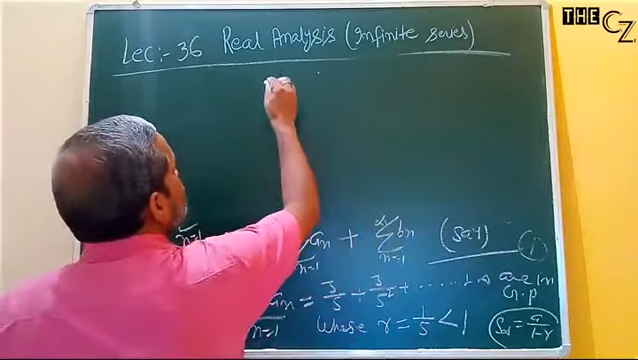 THE CZ
Lec:- 36 Real Analysis (Infinite series)
n=1 an + ∞ Σ bn n=1 (say) 1
n=1 = 3/5 + 3/5² + ...... + ∞ are in G.P
n=1 whose r = 1/5 < 1 S∞ = a/1-r